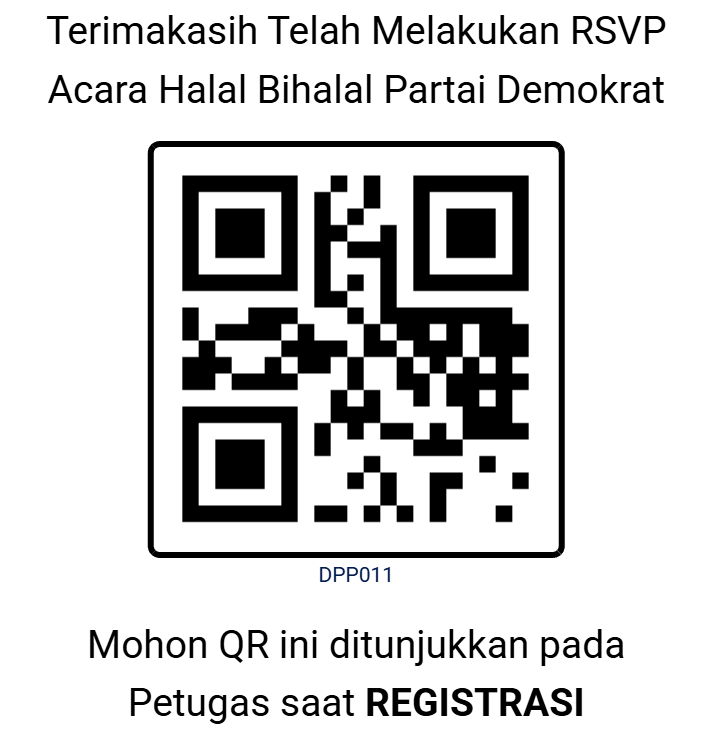 Terimakasih Telah Melakukan RSVP
Acara Halal Bihalal Partai Demokrat
DPP011
Mohon QR ini ditunjukkan pada
Petugas saat REGISTRASI